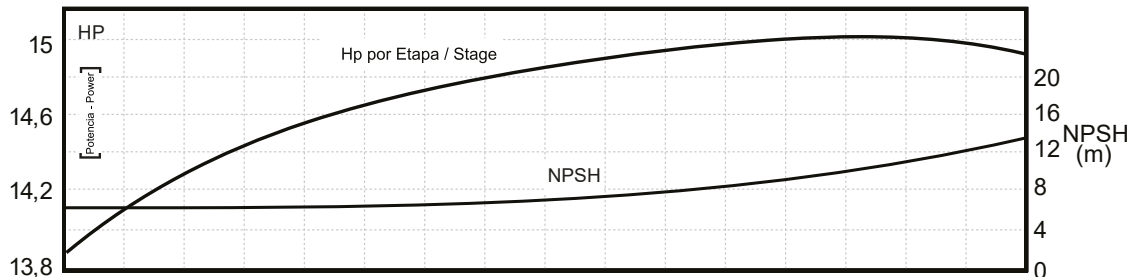 HP
15
Hp por Etapa / Stage
[Potencia - Power]
20
14,6
16
12
NPSH
(m)
NPSH
14,2
8
4
13,8
0